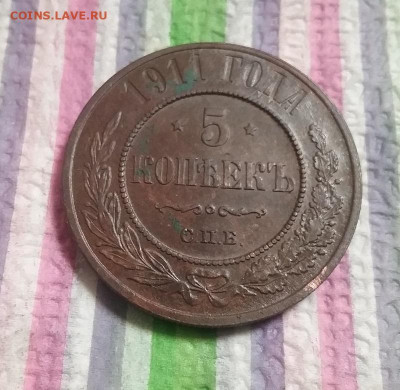 COINS.LAVE.RU
1911 ГОДА
5
КОПѢЕКЪ
С.П.Б.